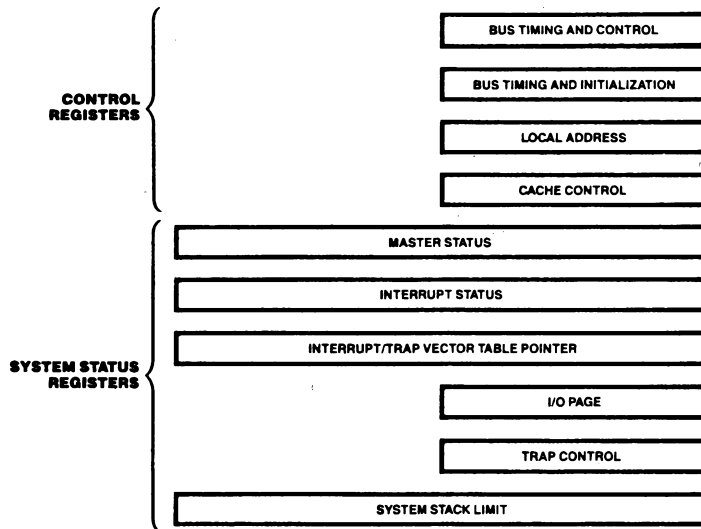 CONTROL
REGISTERS
BUS TIMING AND CONTROL
BUS TIMING AND INITIALIZATION
LOCAL ADDRESS
CACHE CONTROL
SYSTEM STATUS
REGISTERS
MASTER STATUS
INTERRUPT STATUS
INTERRUPT/TRAP VECTOR TABLE POINTER
I/O PAGE
TRAP CONTROL
SYSTEM STACK LIMIT